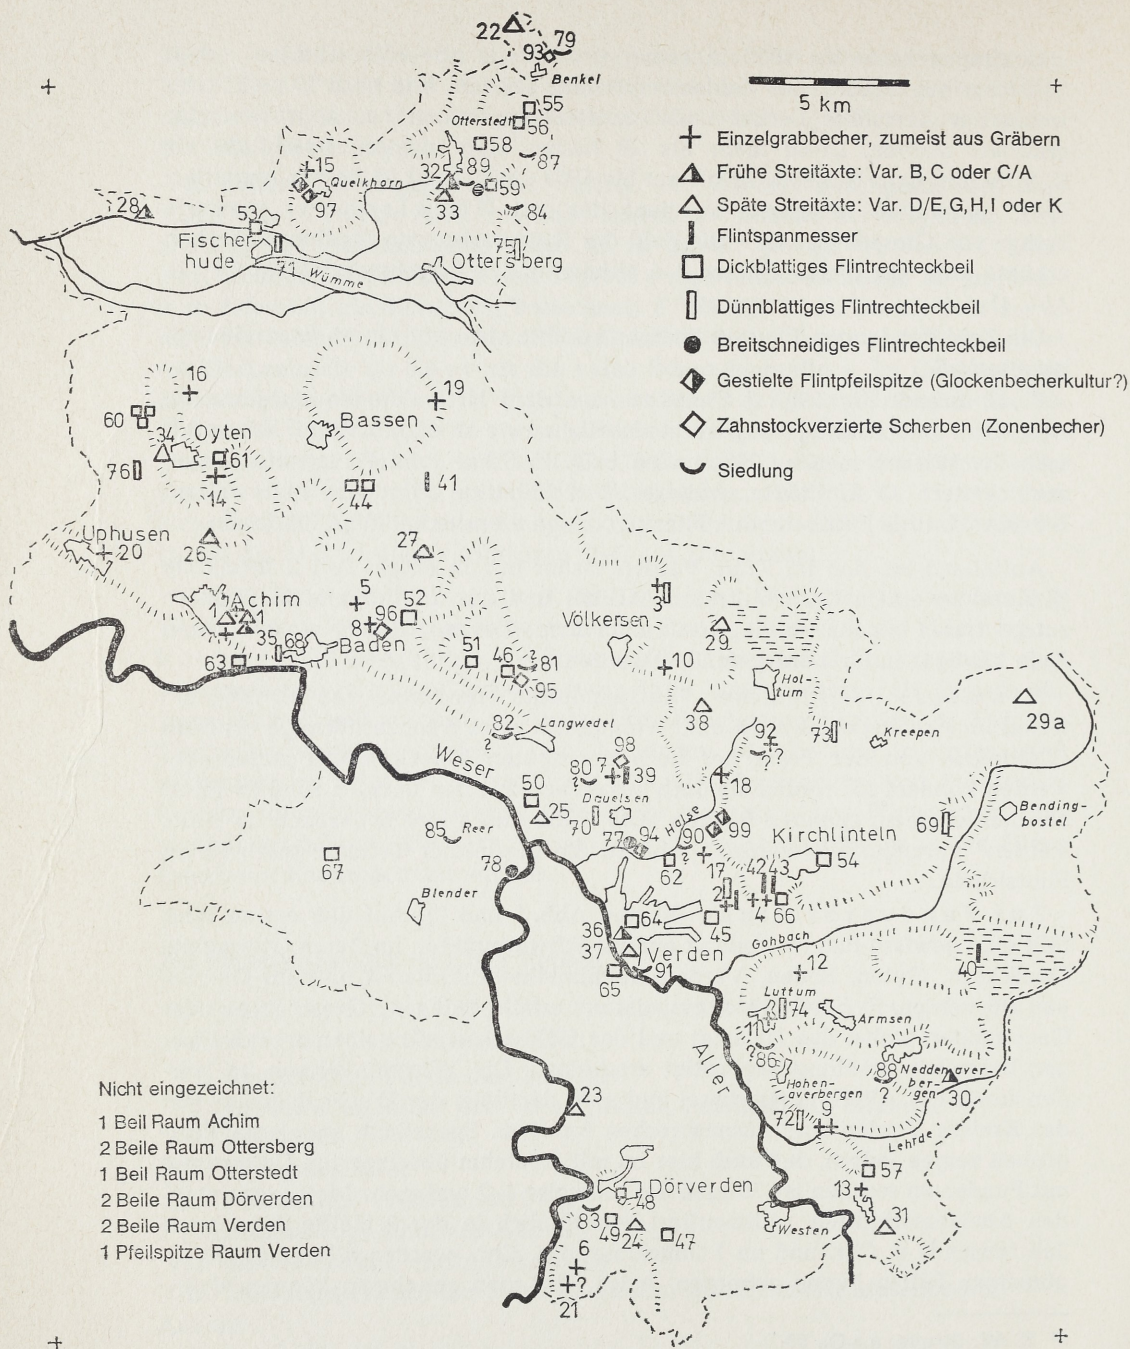 22
79
93
Benkel
5 km
55
Otterstedt
56
58
87
15
32
89
Quelkhorn
59
97
33
84
28
53
Fischer-
hude
71
Wümme
75
Ottersberg
Einzelgrabbecher, zumeist aus Gräbern
Frühe Streitäxte: Var. B, C oder C/A
Späte Streitäxte: Var. D/E, G, H, I oder K
Flintspanmesser
Dickblattiges Flintrechteckbeil
Dünnblattiges Flintrechteckbeil
Breitschneidiges Flintrechteckbeil
Gestielte Flintpfeilspitze (Glockenbecherkultur?)
Zahnstockverzierte Scherben (Zonenbecher)
Siedlung
16
19
60
34
Oyten
Bassen
76
61
14
44
41
Uphusen
20
26
27
5
52
3
Achim
1
1
8
96
Völkersen
29
35
68
Baden
51
46
?
81
95
10
63
Holtum
38
29a
82
?
Langwedel
92
??
73
Kreepen
Weser
98
80
?
7
39
18
50
25
Dauelsen
70
Halse
Bending-
bostel
85
Reer
77
94
90
?
99
Kirchlinteln
69
67
78
62
17
42
43
54
Blender
2
4
66
36
64
45
37
Verden
Gohbach
65
91
12
40
Luttum
74
11
Armsen
?
86
Aller
88
?
Neddenaver-
ber-
gen
Hohen-
averbergen
30
23
72
9
Lehrde
57
Dörverden
48
13
83
49
24
47
Westen
31
6
?
21
Nicht eingezeichnet:
1 Beil Raum Achim
2 Beile Raum Ottersberg
1 Beil Raum Otterstedt
2 Beile Raum Dörverden
2 Beile Raum Verden
1 Pfeilspitze Raum Verden